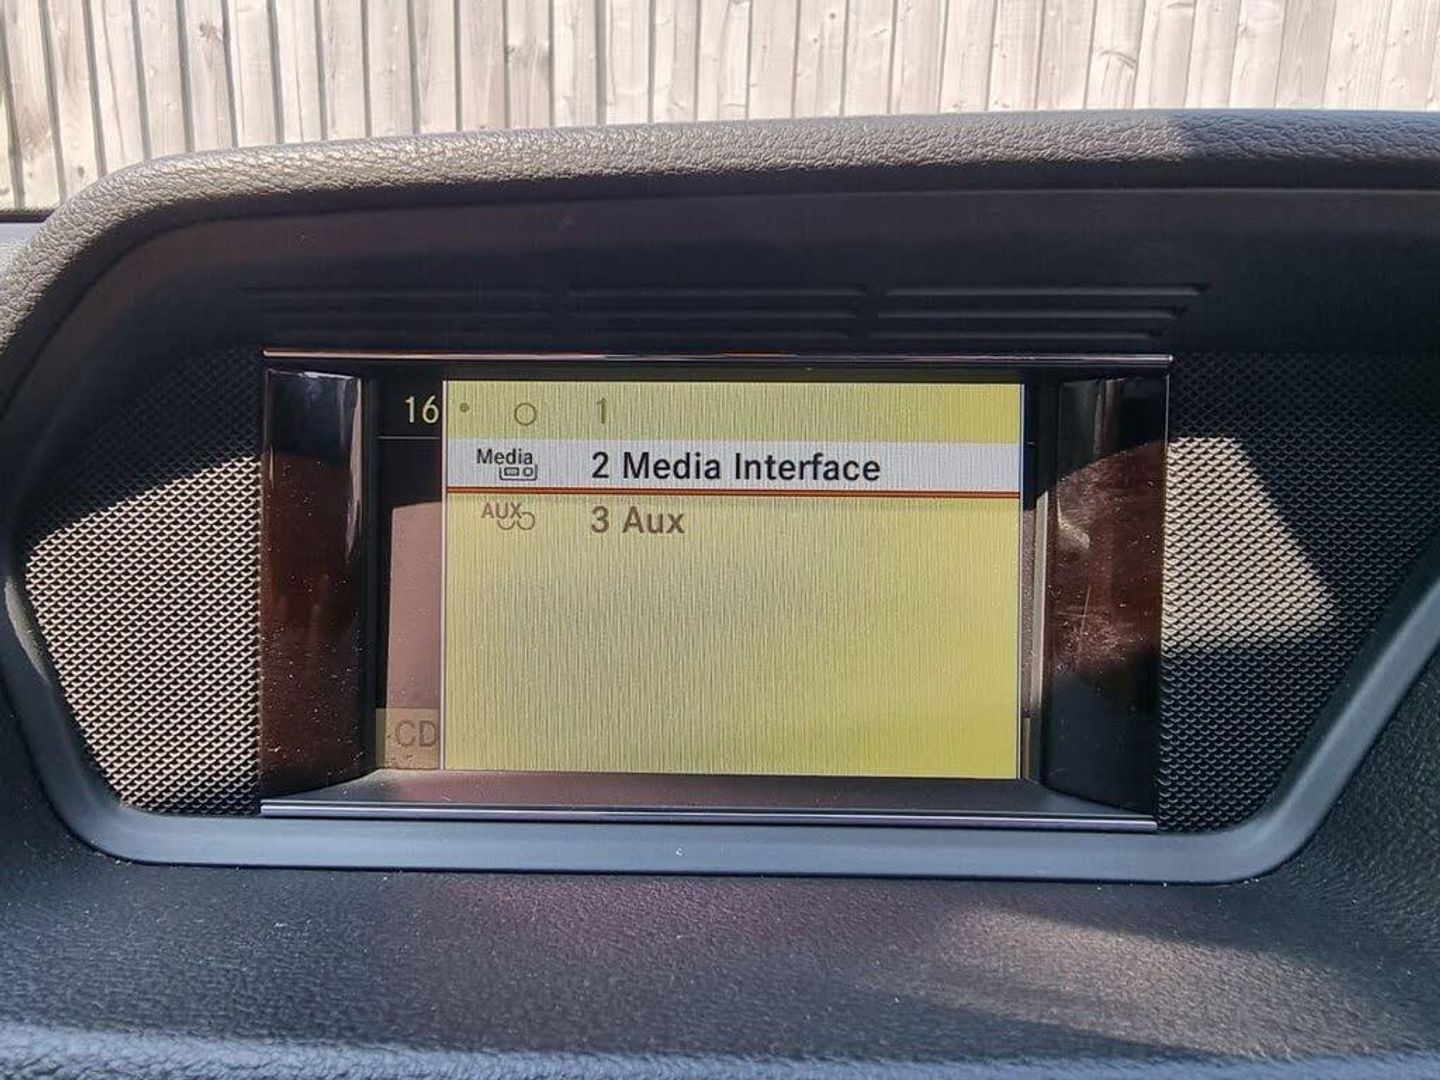 16 1
Media 2 Media Interface
AUX 3 Aux
CD